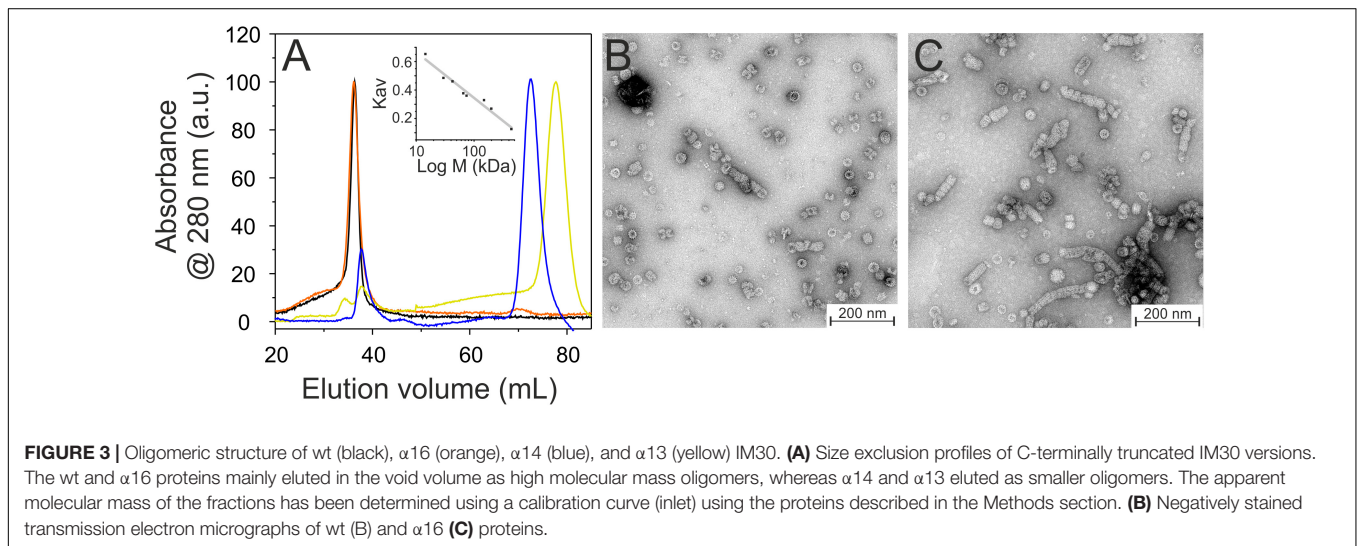 A
B
C
120
100
80
60
40
20
0
Absorbance
@ 280 nm (a.u.)
20 40 60 80
Elution volume (mL)
0.6
0.4
0.2
Kav
10 100
Log M (kDa)
200 nm
200 nm
FIGURE 3 | Oligomeric structure of wt (black), α16 (orange), α14 (blue), and α13 (yellow) IM30. (A) Size exclusion profiles of C-terminally truncated IM30 versions.
The wt and α16 proteins mainly eluted in the void volume as high molecular mass oligomers, whereas α14 and α13 eluted as smaller oligomers. The apparent
molecular mass of the fractions has been determined using a calibration curve (inlet) using the proteins described in the Methods section. (B) Negatively stained
transmission electron micrographs of wt (B) and α16 (C) proteins.